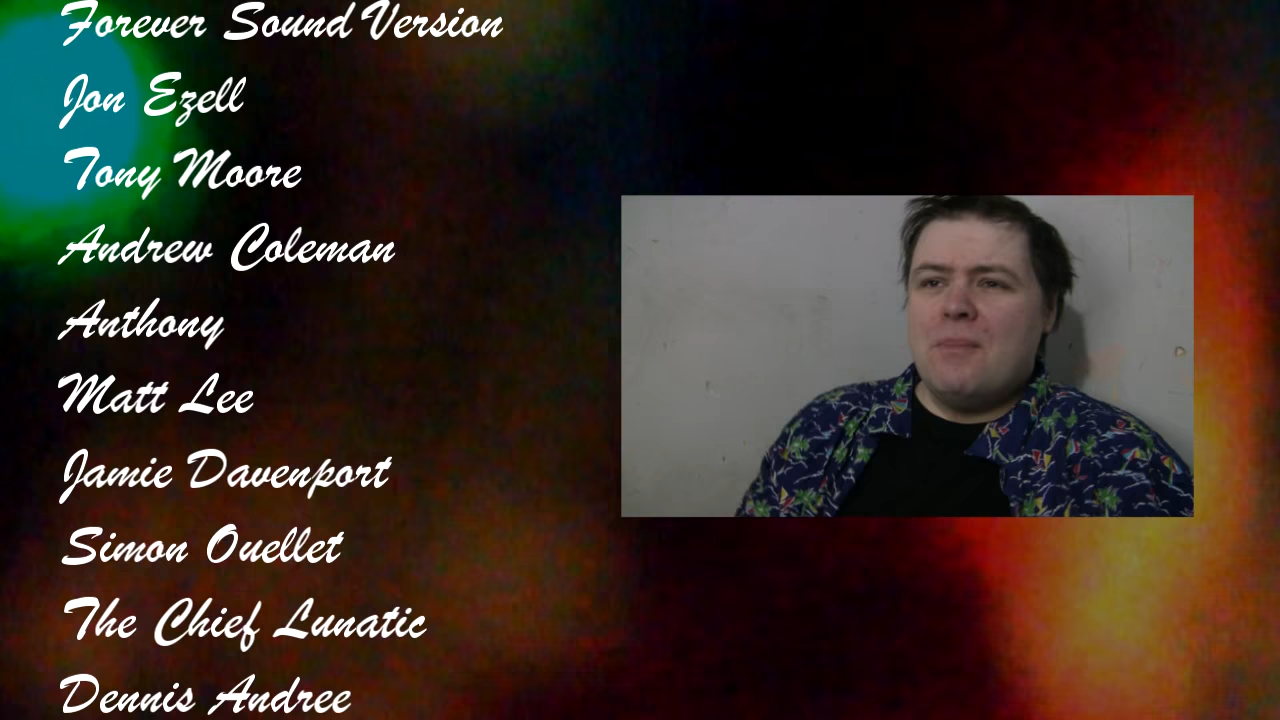 Forever Sound Version
Jon Ezell
Tony Moore
Andrew Coleman
Anthony
Matt Lee
Jamie Davenport
Simon Ouellet
The Chief Lunatic
Dennis Andree